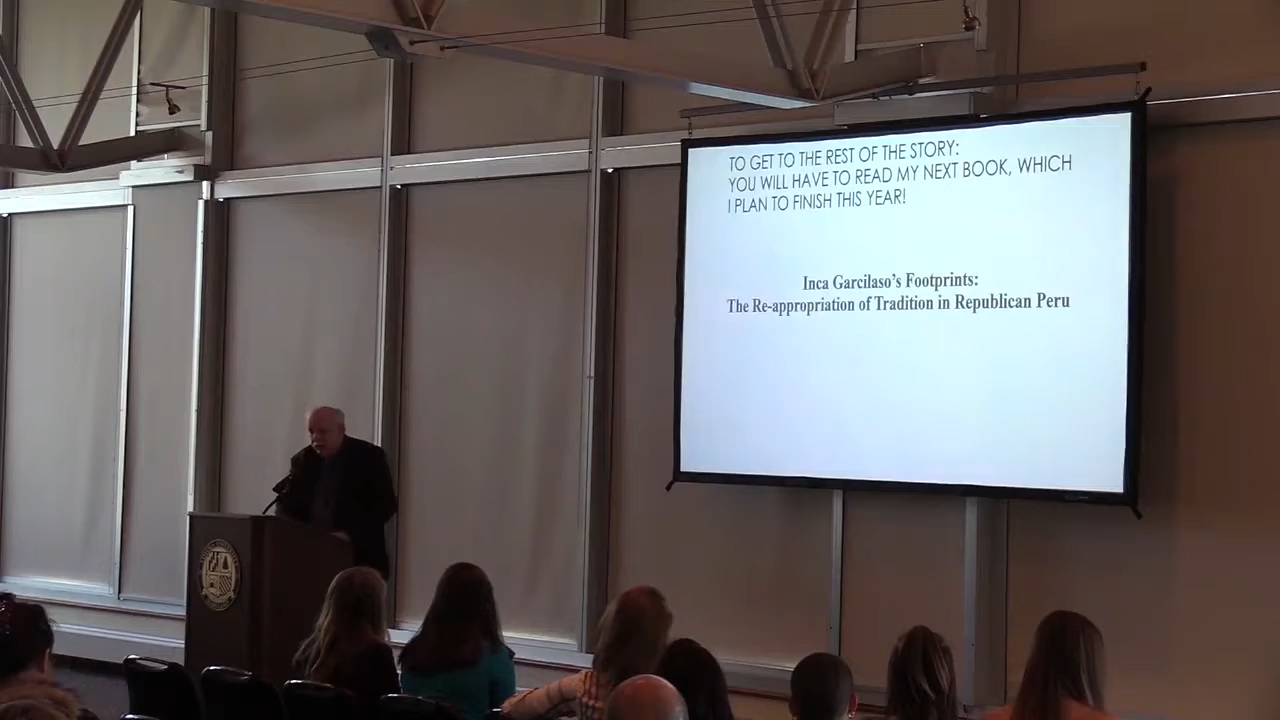 TO GET TO THE REST OF THE STORY:
YOU WILL HAVE TO READ MY NEXT BOOK, WHICH
I PLAN TO FINISH THIS YEAR!
Inca Garcilaso's Footprints:
The Re-appropriation of Tradition in Republican Peru